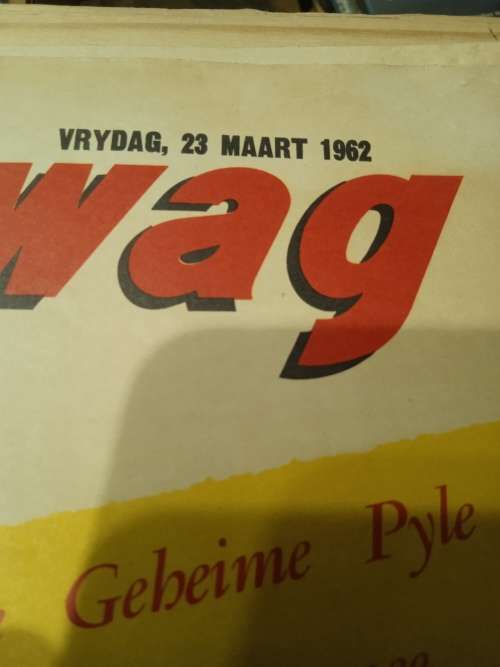 VRYDAG, 23 MAART 1962
wag
Geheime Pyle